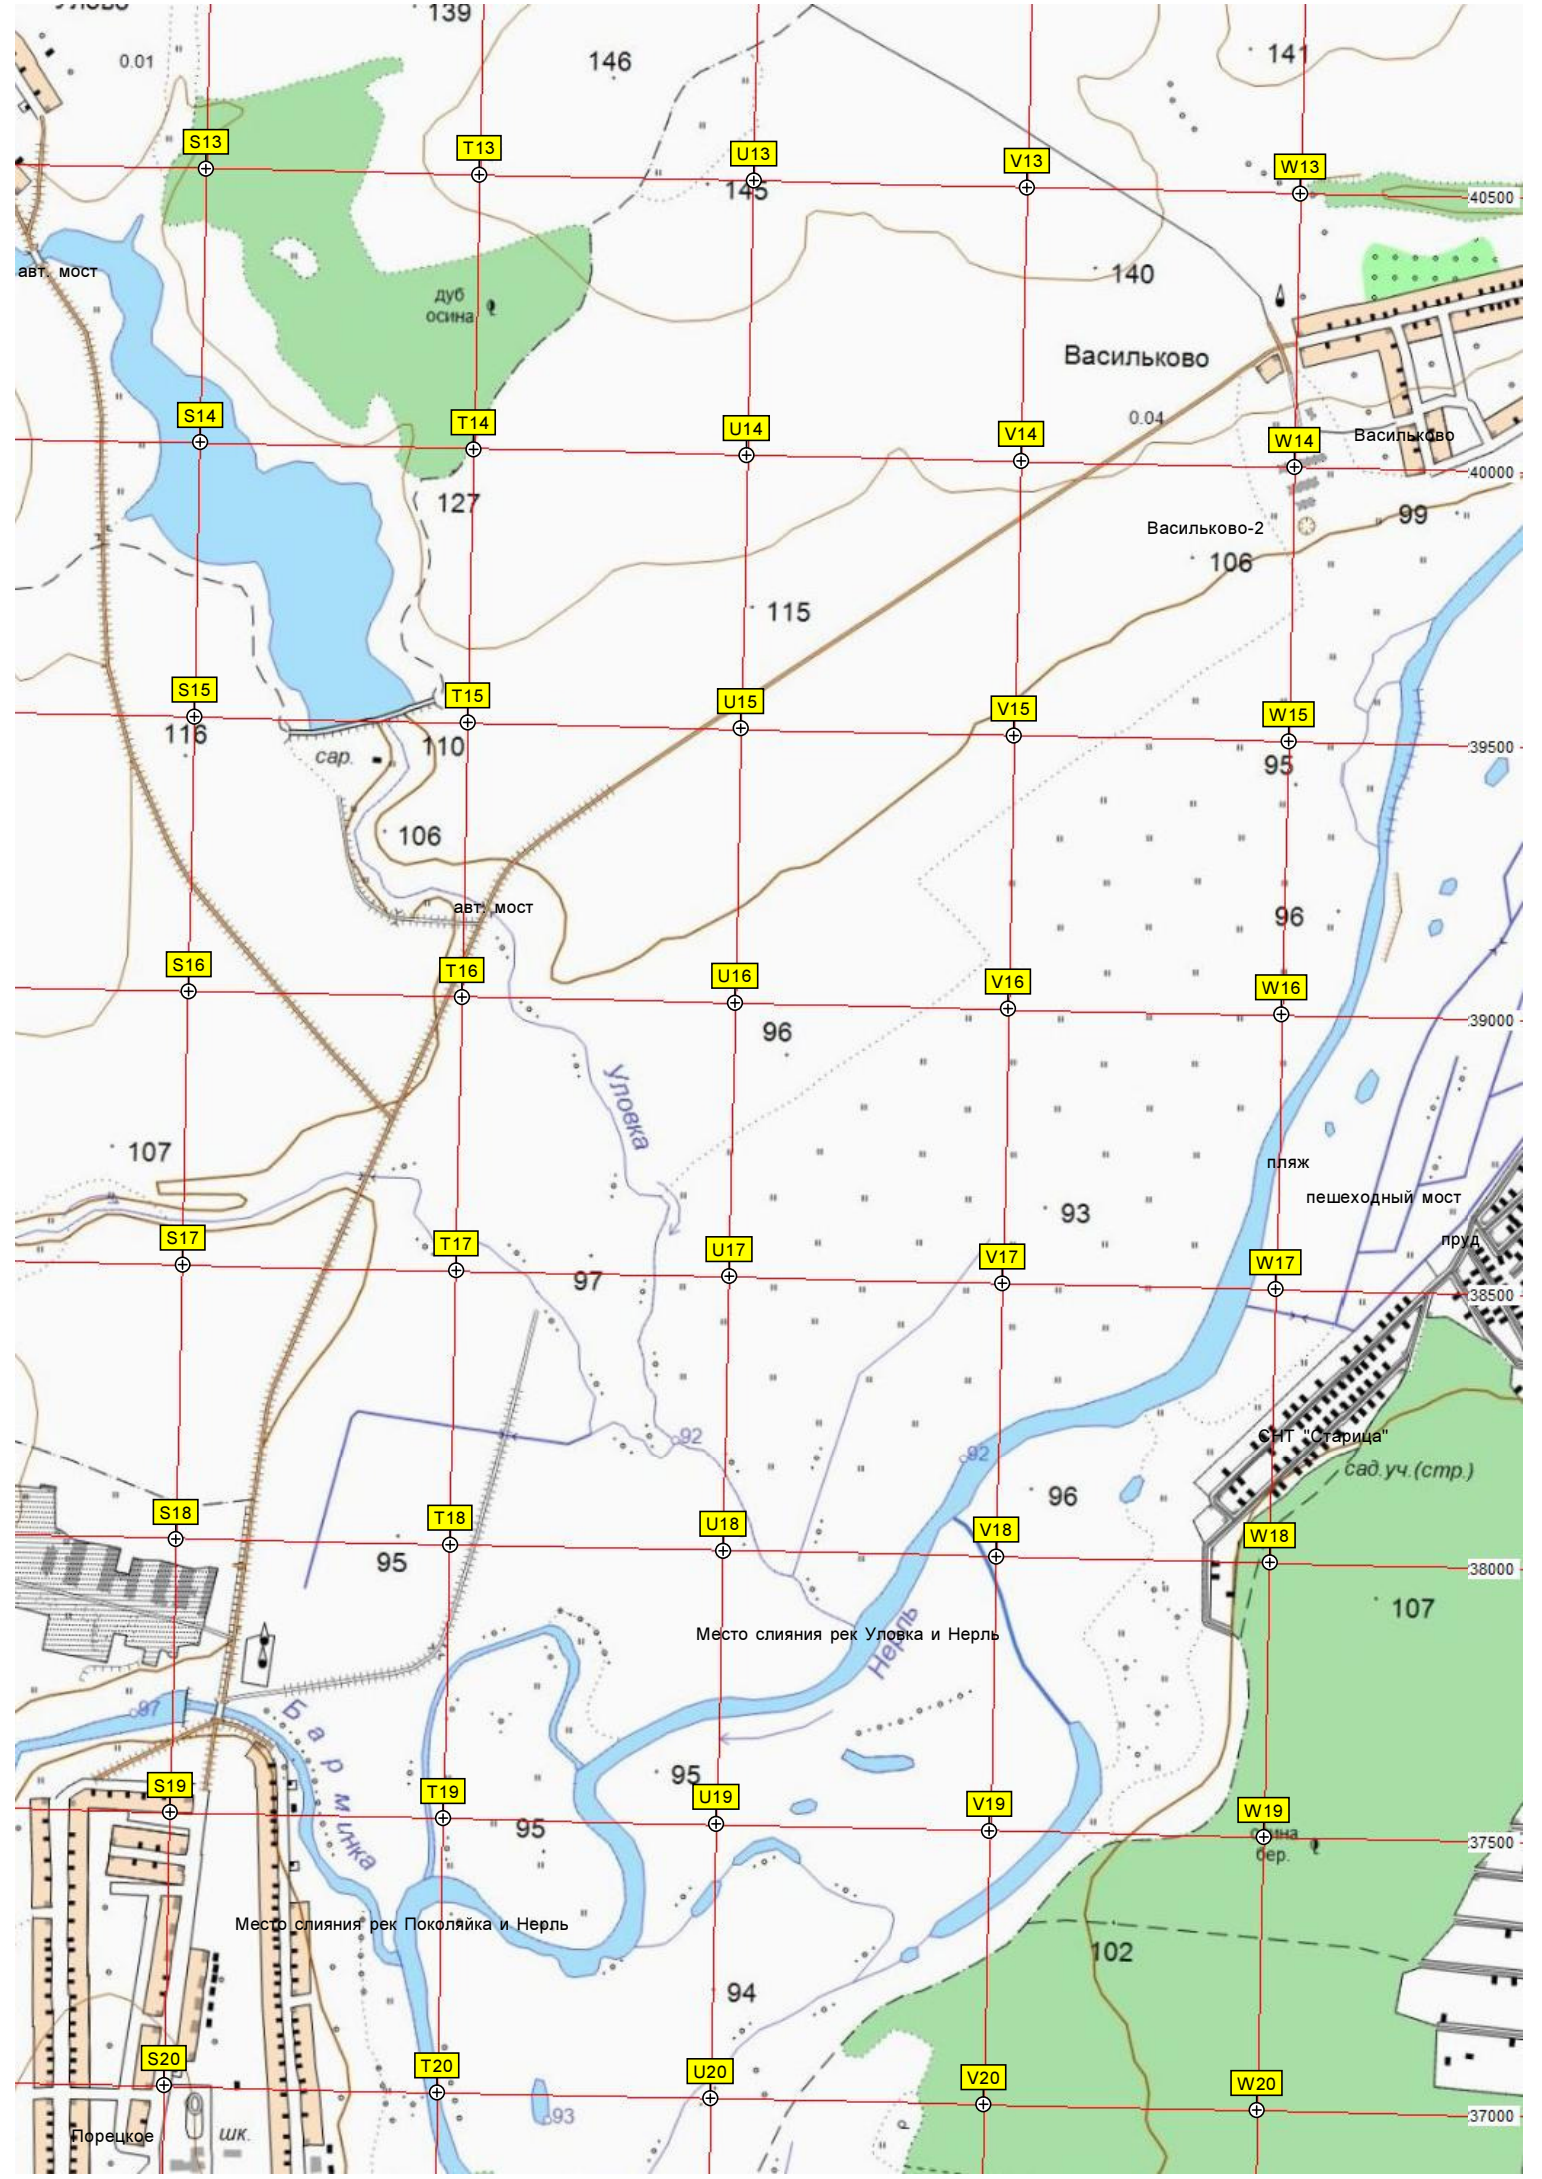 139
146
141
0.01
S13
T13
U13
V13
W13
145
40500
авт. мост
140
дуб
осина
Васильково
0.04
S14
T14
U14
V14
W14
Васильково
40000
127
99
Васильково-2
106
115
S15
T15
U15
V15
W15
116
110
39500
сар.
95
106
авт. мост
96
S16
T16
U16
V16
W16
96
39000
Уловка
107
пляж
пешеходный мост
93
S17
T17
U17
V17
W17
пруд
97
38500
92
92
СНТ "Старица"
сад.уч.(стр.)
96
S18
T18
U18
V18
W18
95
38000
107
Место слияния рек Уловка и Нерль
Нерль
97
Барминка
95
S19
T19
U19
V19
W19
95
37500
бер.
Место слияния рек Поколяйка и Нерль
102
94
S20
T20
U20
V20
W20
93
37000
Порецкое
шк.
р